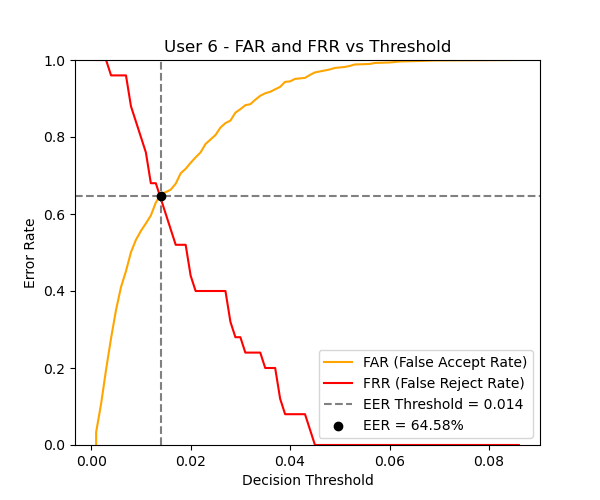 User 6 - FAR and FRR vs Threshold
1.0
0.8
0.6
0.4
0.2
0.0
Error Rate
0.00 0.02 0.04 0.06 0.08
Decision Threshold
FAR (False Accept Rate)
FRR (False Reject Rate)
EER Threshold = 0.014
EER = 64.58%